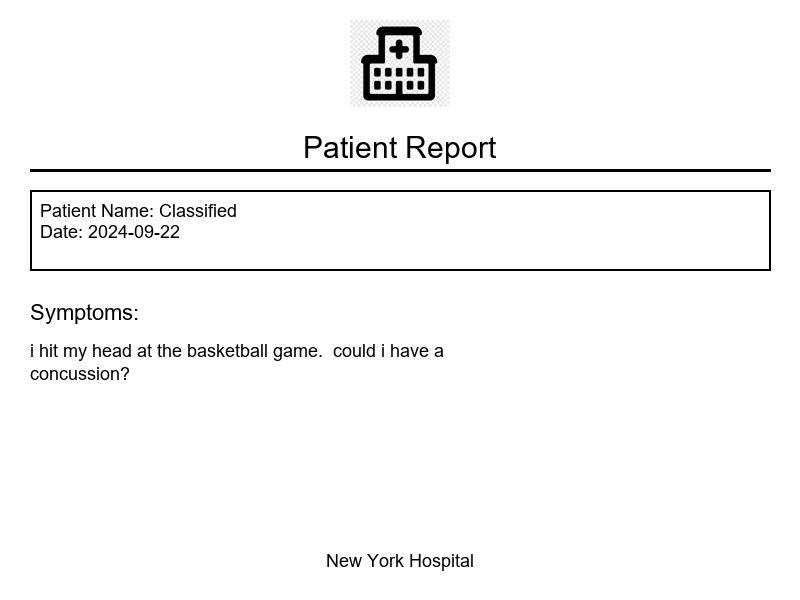 Patient Report
Patient Name: Classified
Date: 2024-09-22
Symptoms:
i hit my head at the basketball game.  could i have a
concussion?
New York Hospital